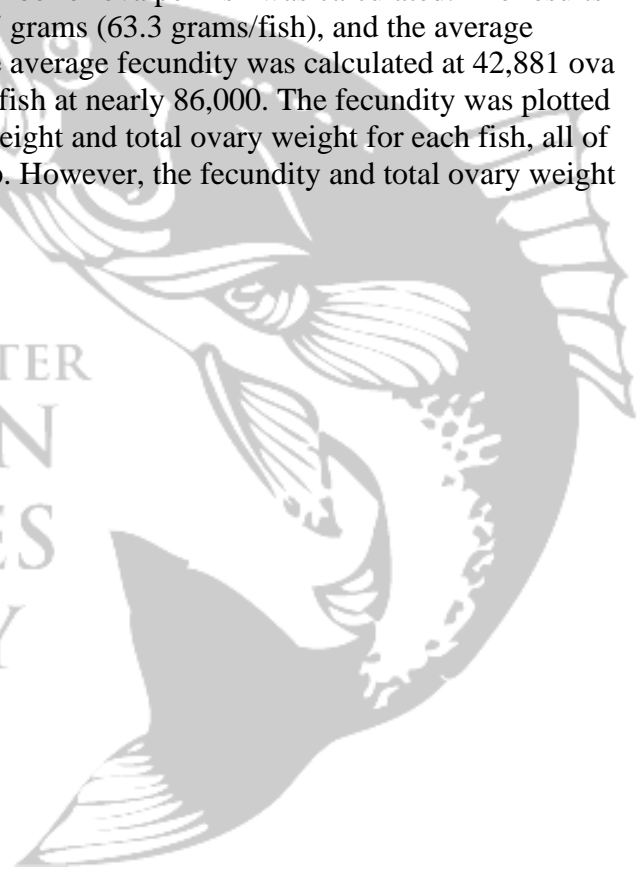 was calculated.
grams (63.3 grams/fish), and the average
average fecundity was calculated at 42,881 ova
fish at nearly 86,000. The fecundity was plotted
eight and total ovary weight for each fish, all of
. However, the fecundity and total ovary weight
TER
N
ES
Y